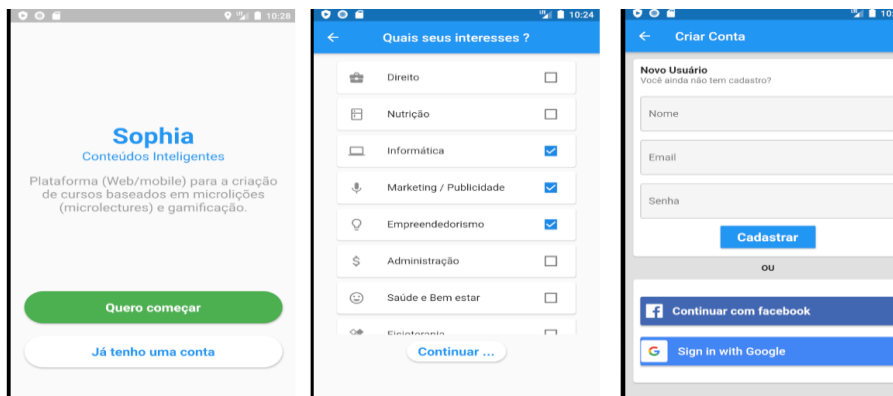 10:28
Sophia
Conteúdos Inteligentes
Plataforma (Web/mobile) para a criação
de cursos baseados em microlições
(microlectures) e gamificação.
Quero começar
Já tenho uma conta
10:24
Quais seus interesses ?
Direito
Nutrição
Informática
Marketing / Publicidade
Empreendedorismo
Administração
Saúde e Bem estar
Fisioterapia
Continuar ...
Criar Conta
Novo Usuário
Você ainda não tem cadastro?
Nome
Email
Senha
Cadastrar
OU
Continuar com facebook
Sign in with Google